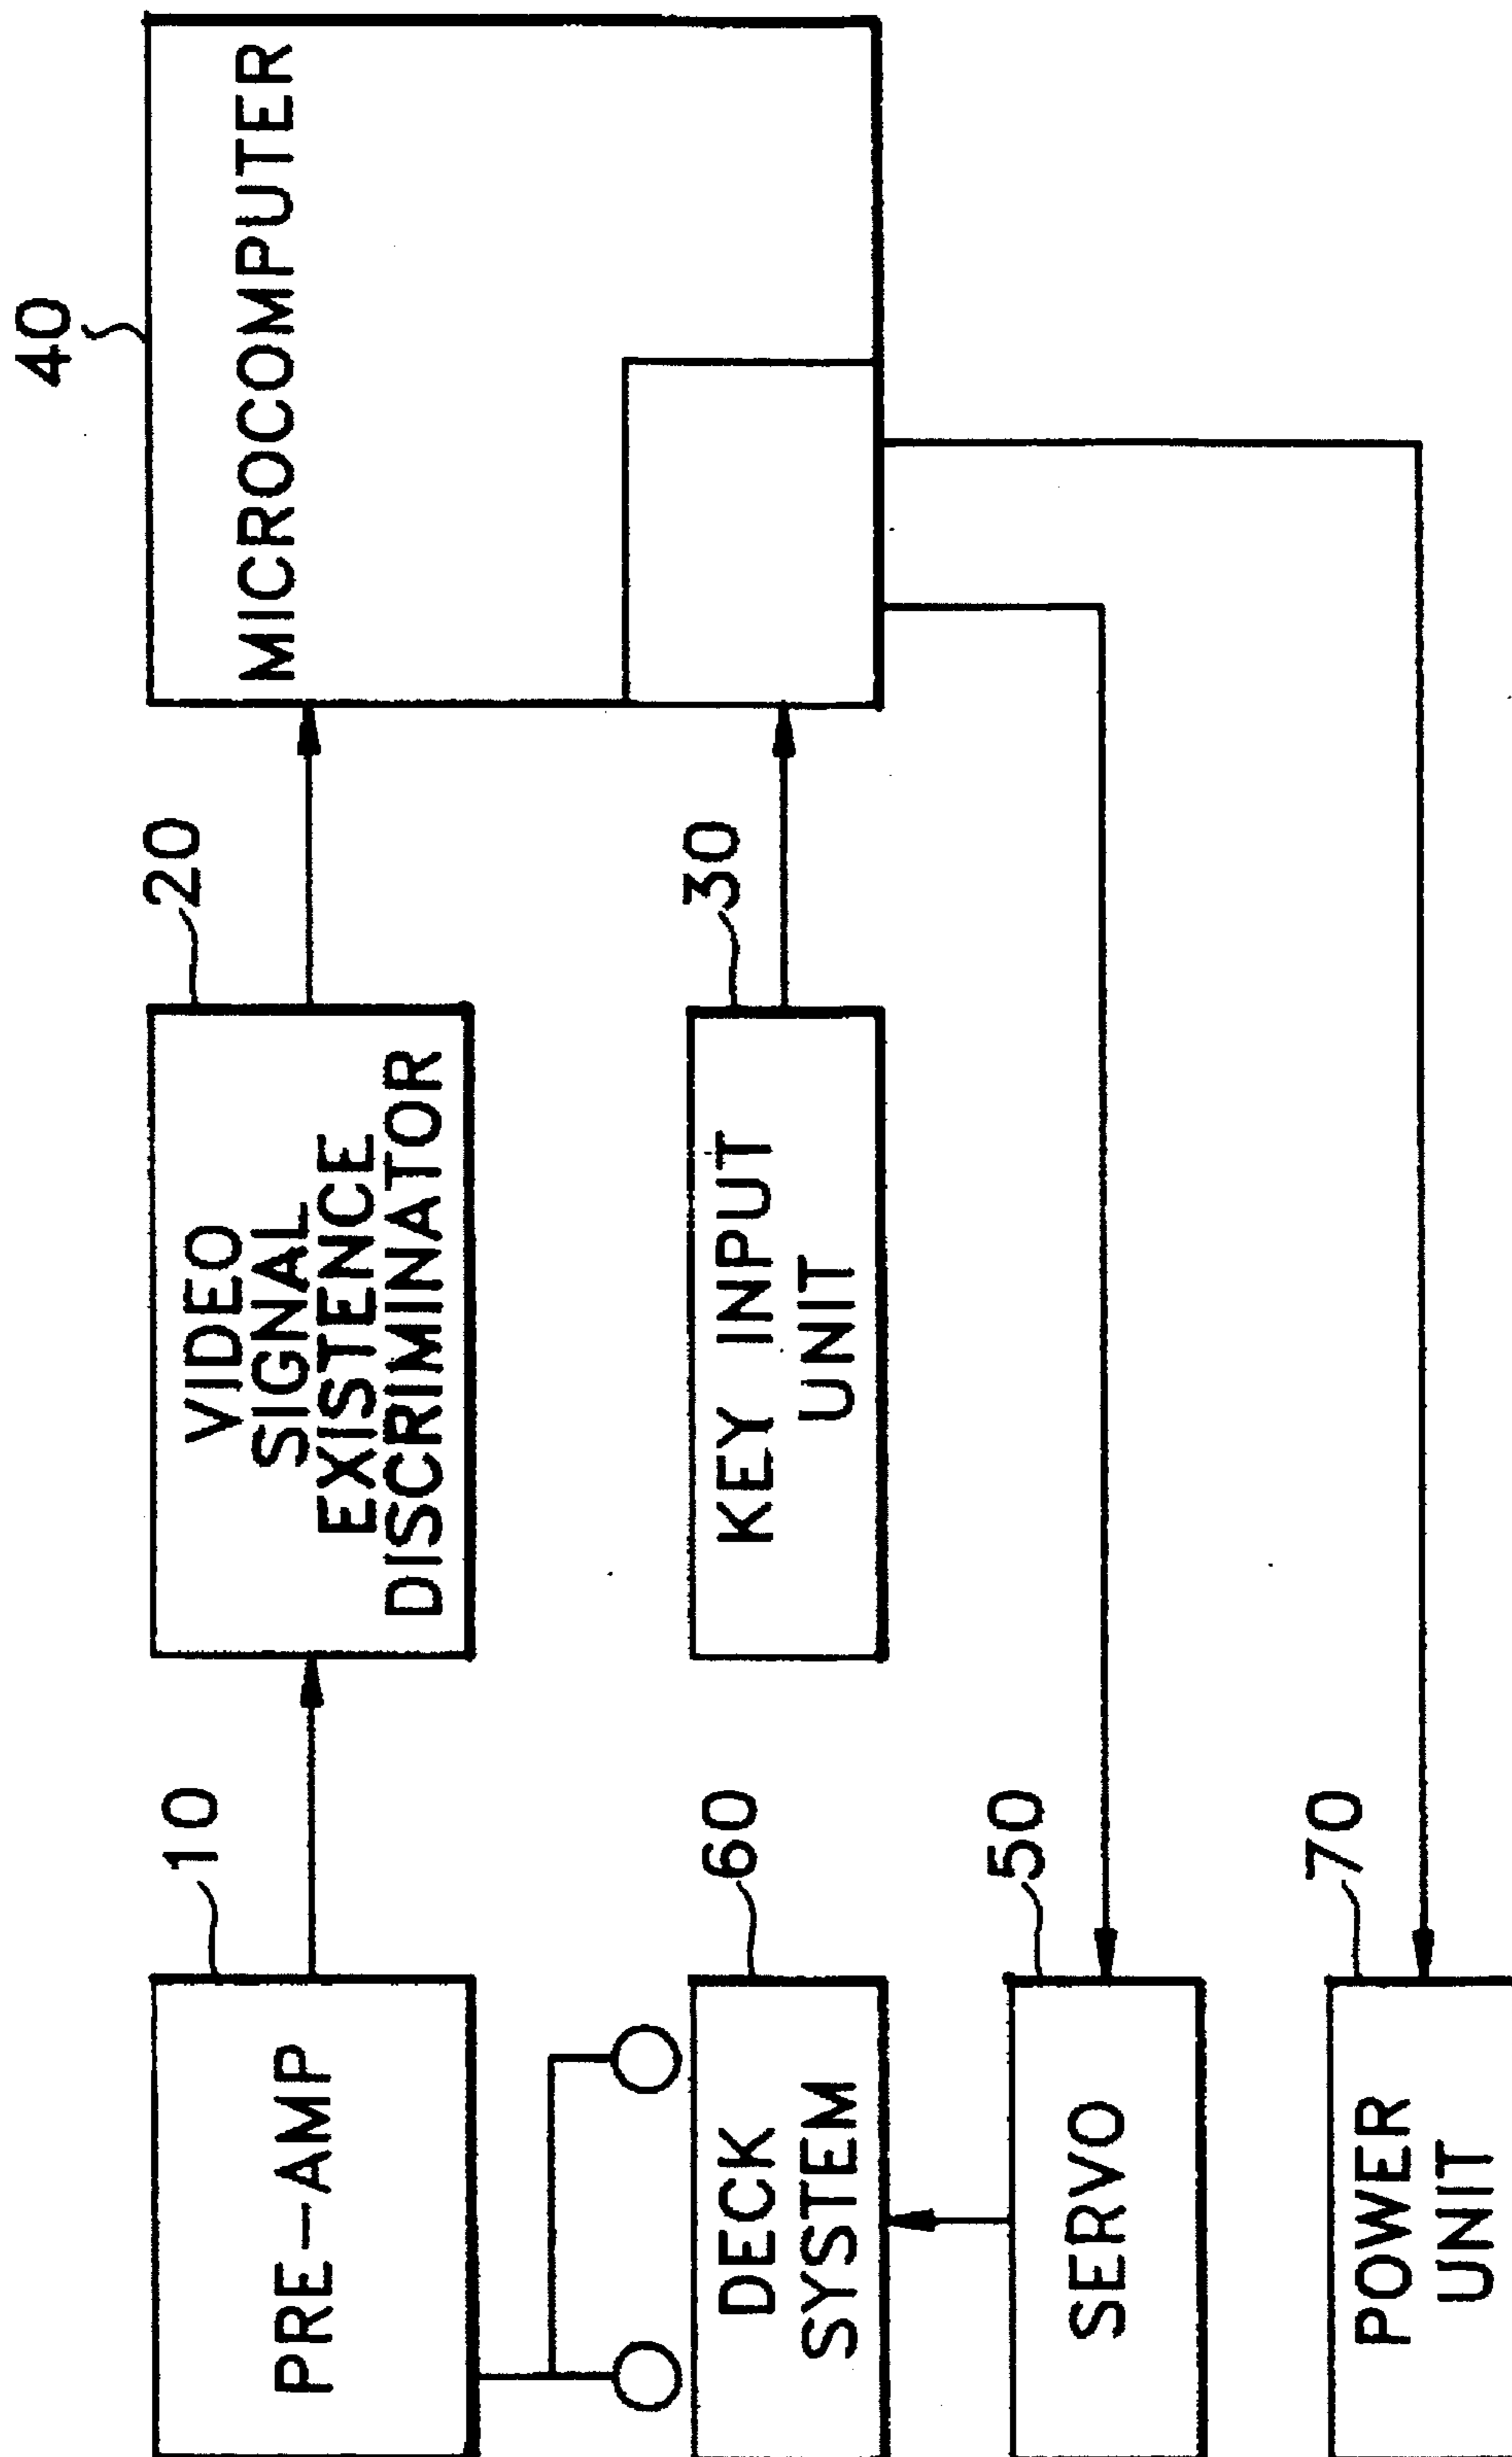 10
PRE-AMP
20
VIDEO
SIGNAL
EXISTENCE
DISCRIMINATOR
40
MICROCOMPUTER
60
DECK
SYSTEM
30
KEY INPUT
UNIT
50
SERVO
70
POWER
UNIT